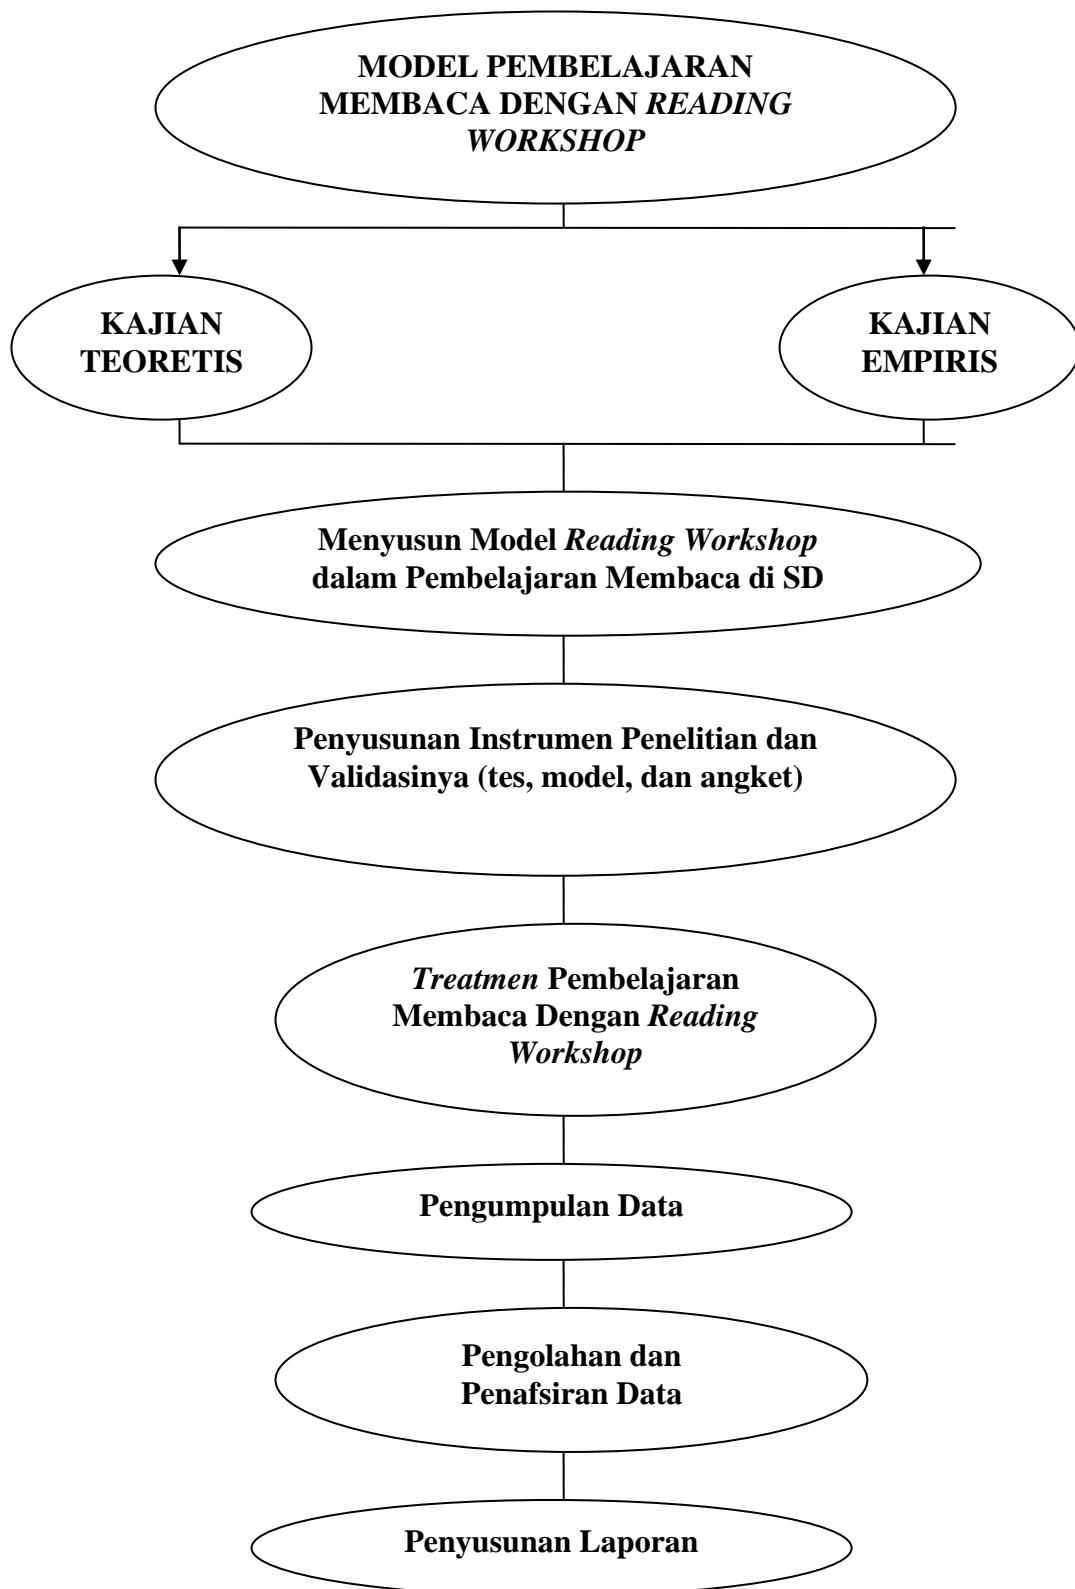 MODEL PEMBELAJARAN
MEMBACA DENGAN READING
WORKSHOP
KAJIAN
TEORETIS
KAJIAN
EMPIRIS
Menyusun Model Reading Workshop
dalam Pembelajaran Membaca di SD
Penyusunan Instrumen Penelitian dan
Validasinya (tes, model, dan angket)
Treatmen Pembelajaran
Membaca Dengan Reading
Workshop
Pengumpulan Data
Pengolahan dan
Penafsiran Data
Penyusunan Laporan